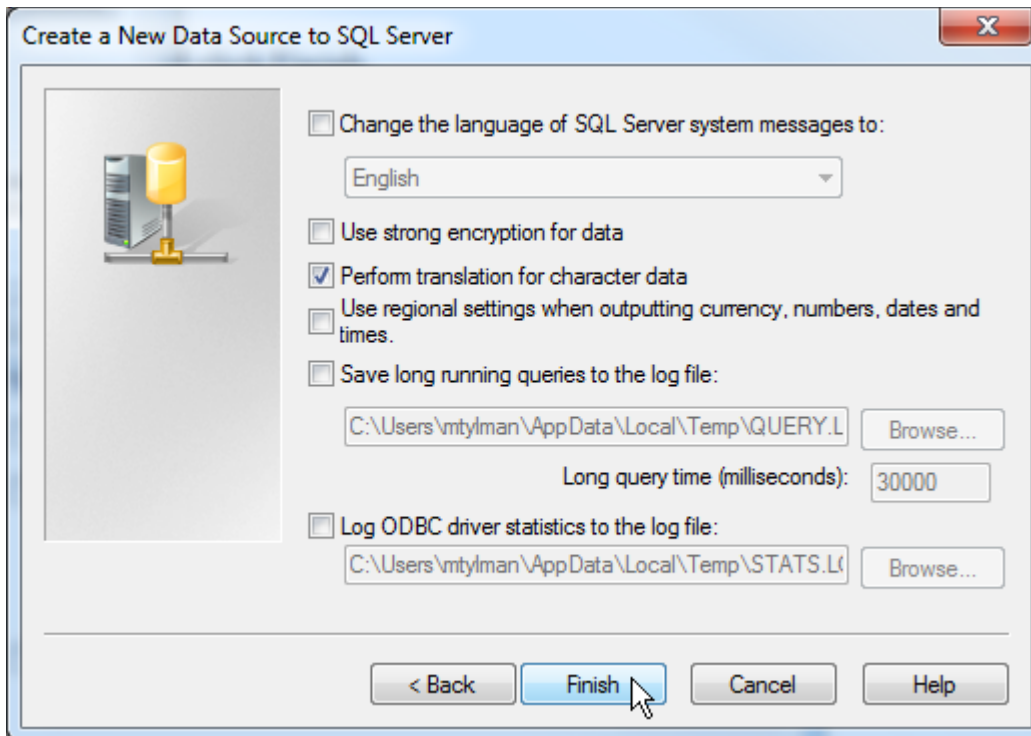 Create a New Data Source to SQL Server
Change the language of SQL Server system messages to:
English
Use strong encryption for data
Perform translation for character data
Use regional settings when outputting currency, numbers, dates and
times.
Save long running queries to the log file:
C:\Users\mtylman\AppData\Local\Temp\QUERY.L
Browse...
Long query time (milliseconds):
30000
Log ODBC driver statistics to the log file:
C:\Users\mtylman\AppData\Local\Temp\STATS.LO
Browse...
< Back
Finish
Cancel
Help